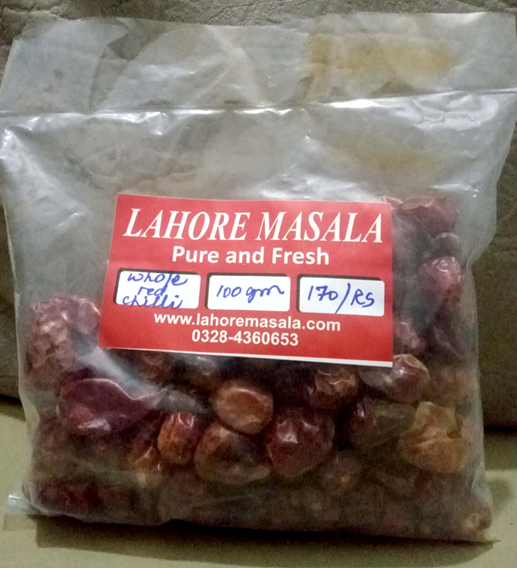 LAHORE MASALA
Pure and Fresh
whole
red
chilli
100 gm
170/RS
www.lahoremasala.com
0328-4360653